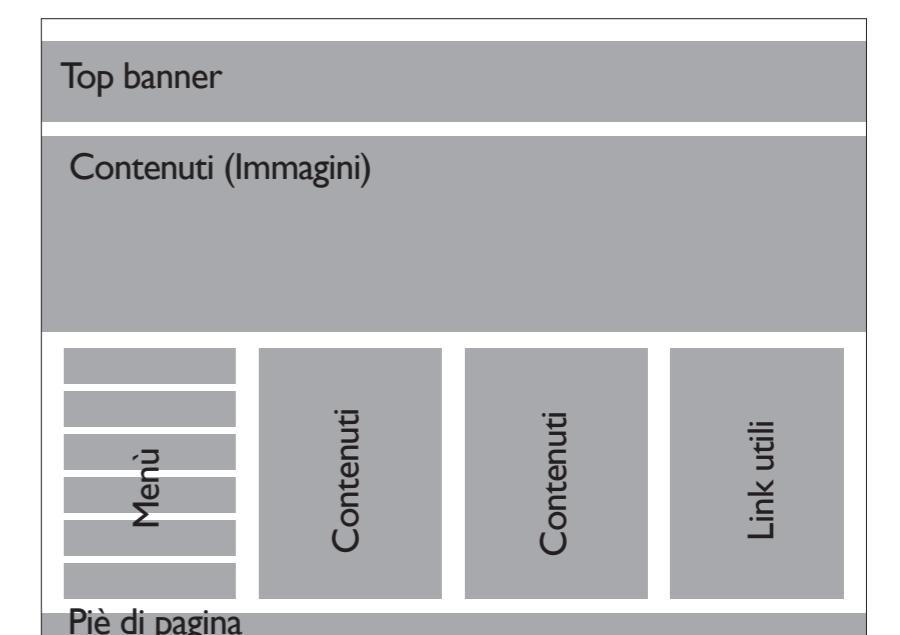 Top banner
Contenuti (Immagini)
Menù
Contenuti
Contenuti
Link utili
Piè di pagina